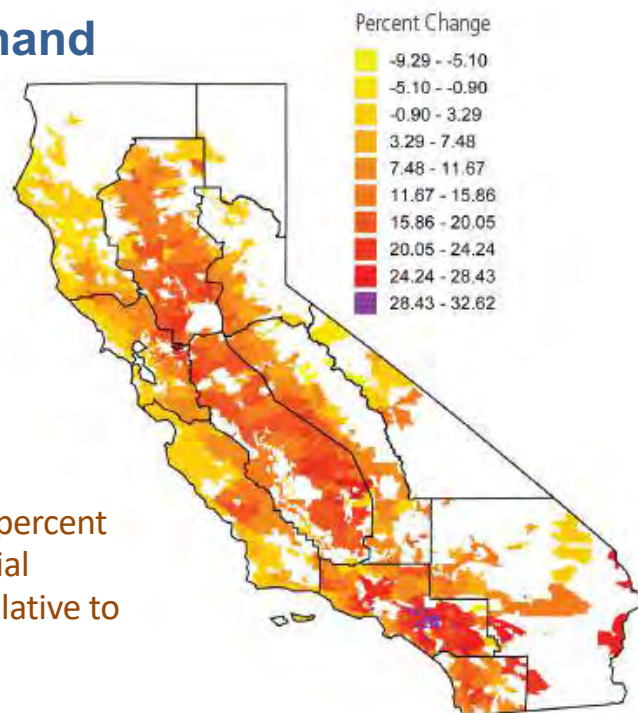 nand
Percent Change
-9.29 - -5.10
-5.10 - -0.90
-0.90 - 3.29
3.29 - 7.48
7.48 - 11.67
11.67 - 15.86
15.86 - 20.05
20.05 - 24.24
24.24 - 28.43
28.43 - 32.62
percent
ial
lative to